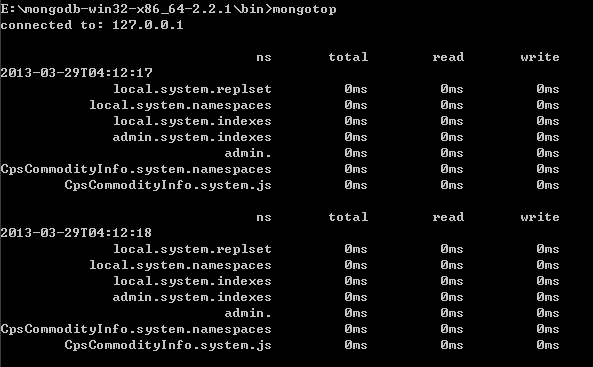 E:\mongodb-win32-x86_64-2.2.1\bin>mongotop
connected to: 127.0.0.1
ns total read write
2013-03-29T04:12:17
local.system.replset 0ms 0ms 0ms
local.system.namespaces 0ms 0ms 0ms
local.system.indexes 0ms 0ms 0ms
admin.system.indexes 0ms 0ms 0ms
admin. 0ms 0ms 0ms
CpsCommodityInfo.system.namespaces 0ms 0ms 0ms
CpsCommodityInfo.system.js 0ms 0ms 0ms
ns total read write
2013-03-29T04:12:18
local.system.replset 0ms 0ms 0ms
local.system.namespaces 0ms 0ms 0ms
local.system.indexes 0ms 0ms 0ms
admin.system.indexes 0ms 0ms 0ms
admin. 0ms 0ms 0ms
CpsCommodityInfo.system.namespaces 0ms 0ms 0ms
CpsCommodityInfo.system.js 0ms 0ms 0ms